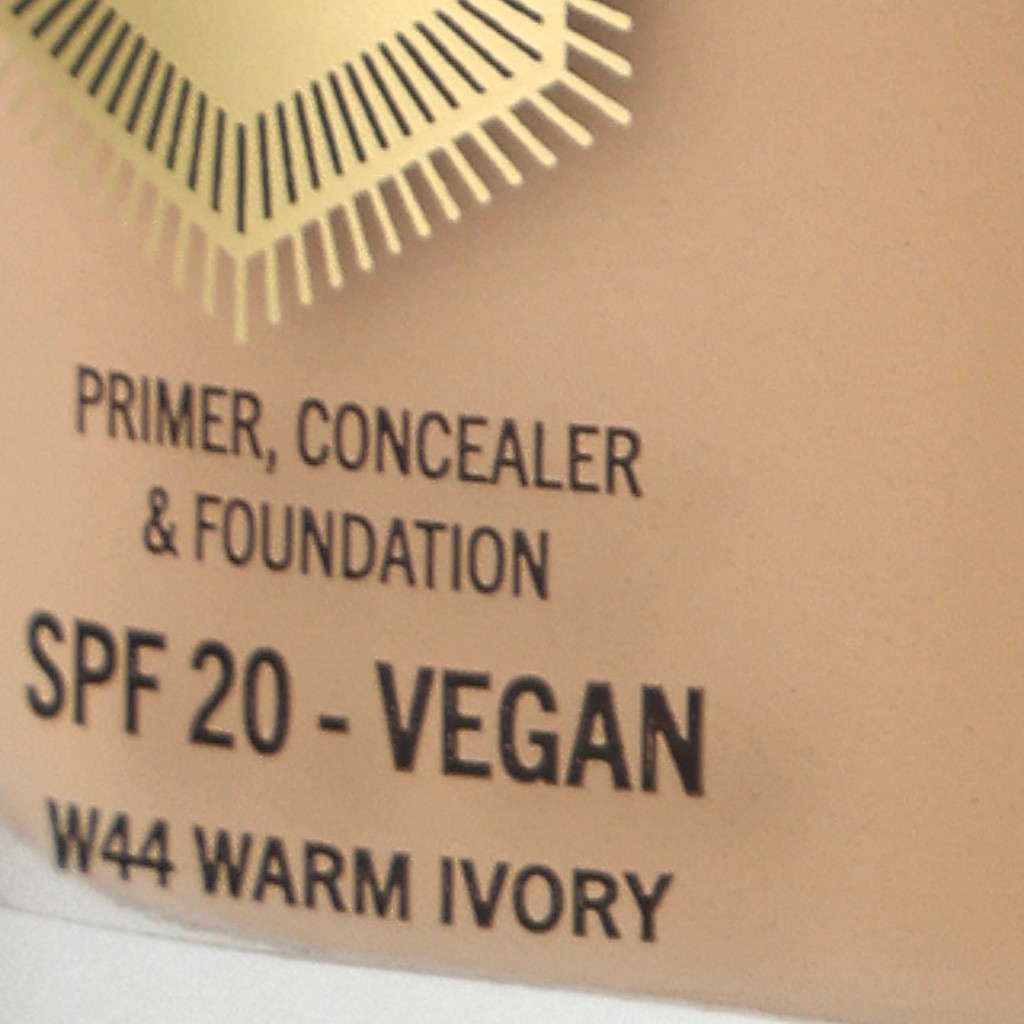 PRIMER, CONCEALER
& FOUNDATION
SPF 20 - VEGAN
W44 WARM IVORY